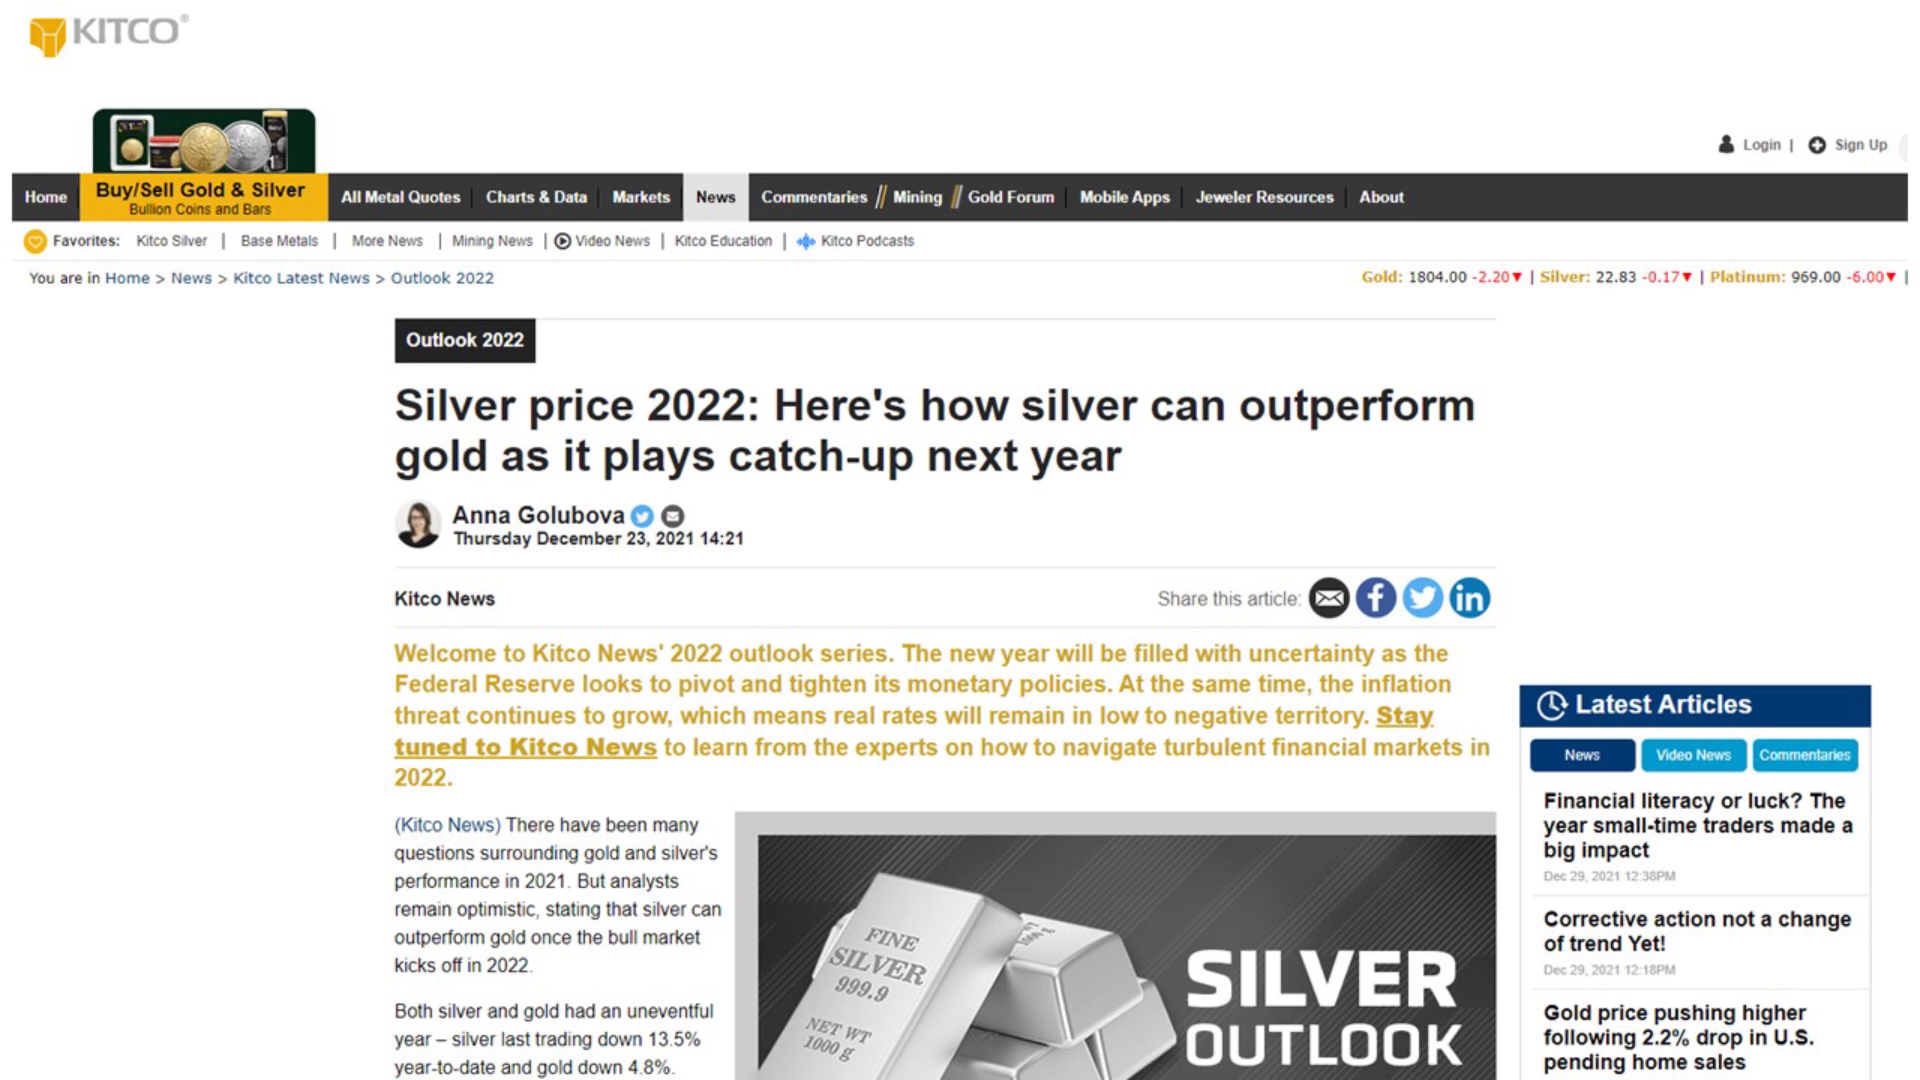 KITCO®
Login | Sign Up
Home
Buy/Sell Gold & Silver
Bullion Coins and Bars
All Metal Quotes
Charts & Data
Markets
News
Commentaries
Mining
Gold Forum
Mobile Apps
Jeweler Resources
About
Favorites: Kitco Silver | Base Metals | More News | Mining News | Video News | Kitco Education | Kitco Podcasts
You are in Home > News > Kitco Latest News > Outlook 2022
Gold: 1804.00 -2.20▼ | Silver: 22.83 -0.17▼ | Platinum: 969.00 -6.00▼ |
Outlook 2022
Silver price 2022: Here's how silver can outperform
gold as it plays catch-up next year
Anna Golubova
Thursday December 23, 2021 14:21
Kitco News
Share this article:
Welcome to Kitco News' 2022 outlook series. The new year will be filled with uncertainty as the
Federal Reserve looks to pivot and tighten its monetary policies. At the same time, the inflation
threat continues to grow, which means real rates will remain in low to negative territory. Stay
tuned to Kitco News to learn from the experts on how to navigate turbulent financial markets in
2022.
(Kitco News) There have been many
questions surrounding gold and silver's
performance in 2021. But analysts
remain optimistic, stating that silver can
outperform gold once the bull market
kicks off in 2022.
Both silver and gold had an uneventful
year – silver last trading down 13.5%
year-to-date and gold down 4.8%.
FINE
SILVER
999.9
NET WT
1000 g
1000 g
SILVER
OUTLOOK
Latest Articles
News
Video News
Commentaries
Financial literacy or luck? The
year small-time traders made a
big impact
Dec 29, 2021 12:38PM
Corrective action not a change
of trend Yet!
Dec 29, 2021 12:18PM
Gold price pushing higher
following 2.2% drop in U.S.
pending home sales